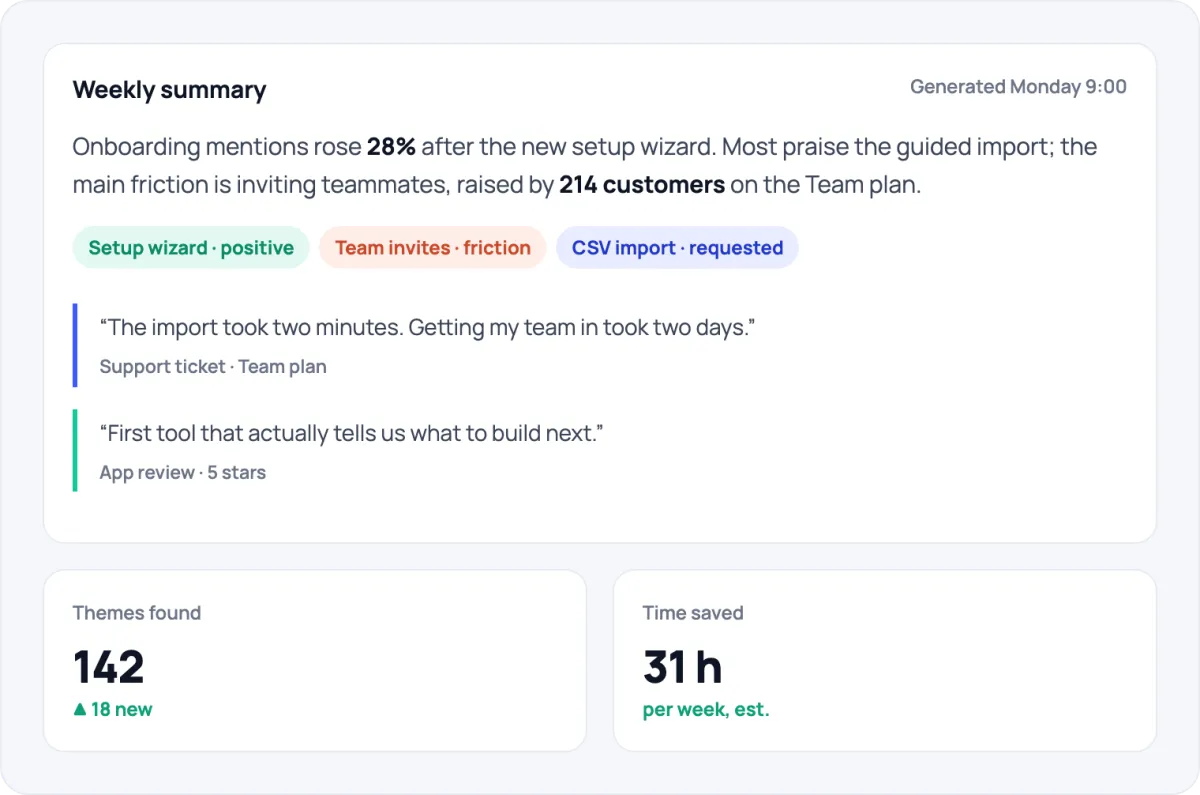 Weekly summary
Generated Monday 9:00
Onboarding mentions rose 28% after the new setup wizard. Most praise the guided import; the
main friction is inviting teammates, raised by 214 customers on the Team plan.
Setup wizard · positive
Team invites · friction
CSV import · requested
“The import took two minutes. Getting my team in took two days.”
Support ticket · Team plan
“First tool that actually tells us what to build next.”
App review · 5 stars
Themes found
142
▲ 18 new
Time saved
31 h
per week, est.